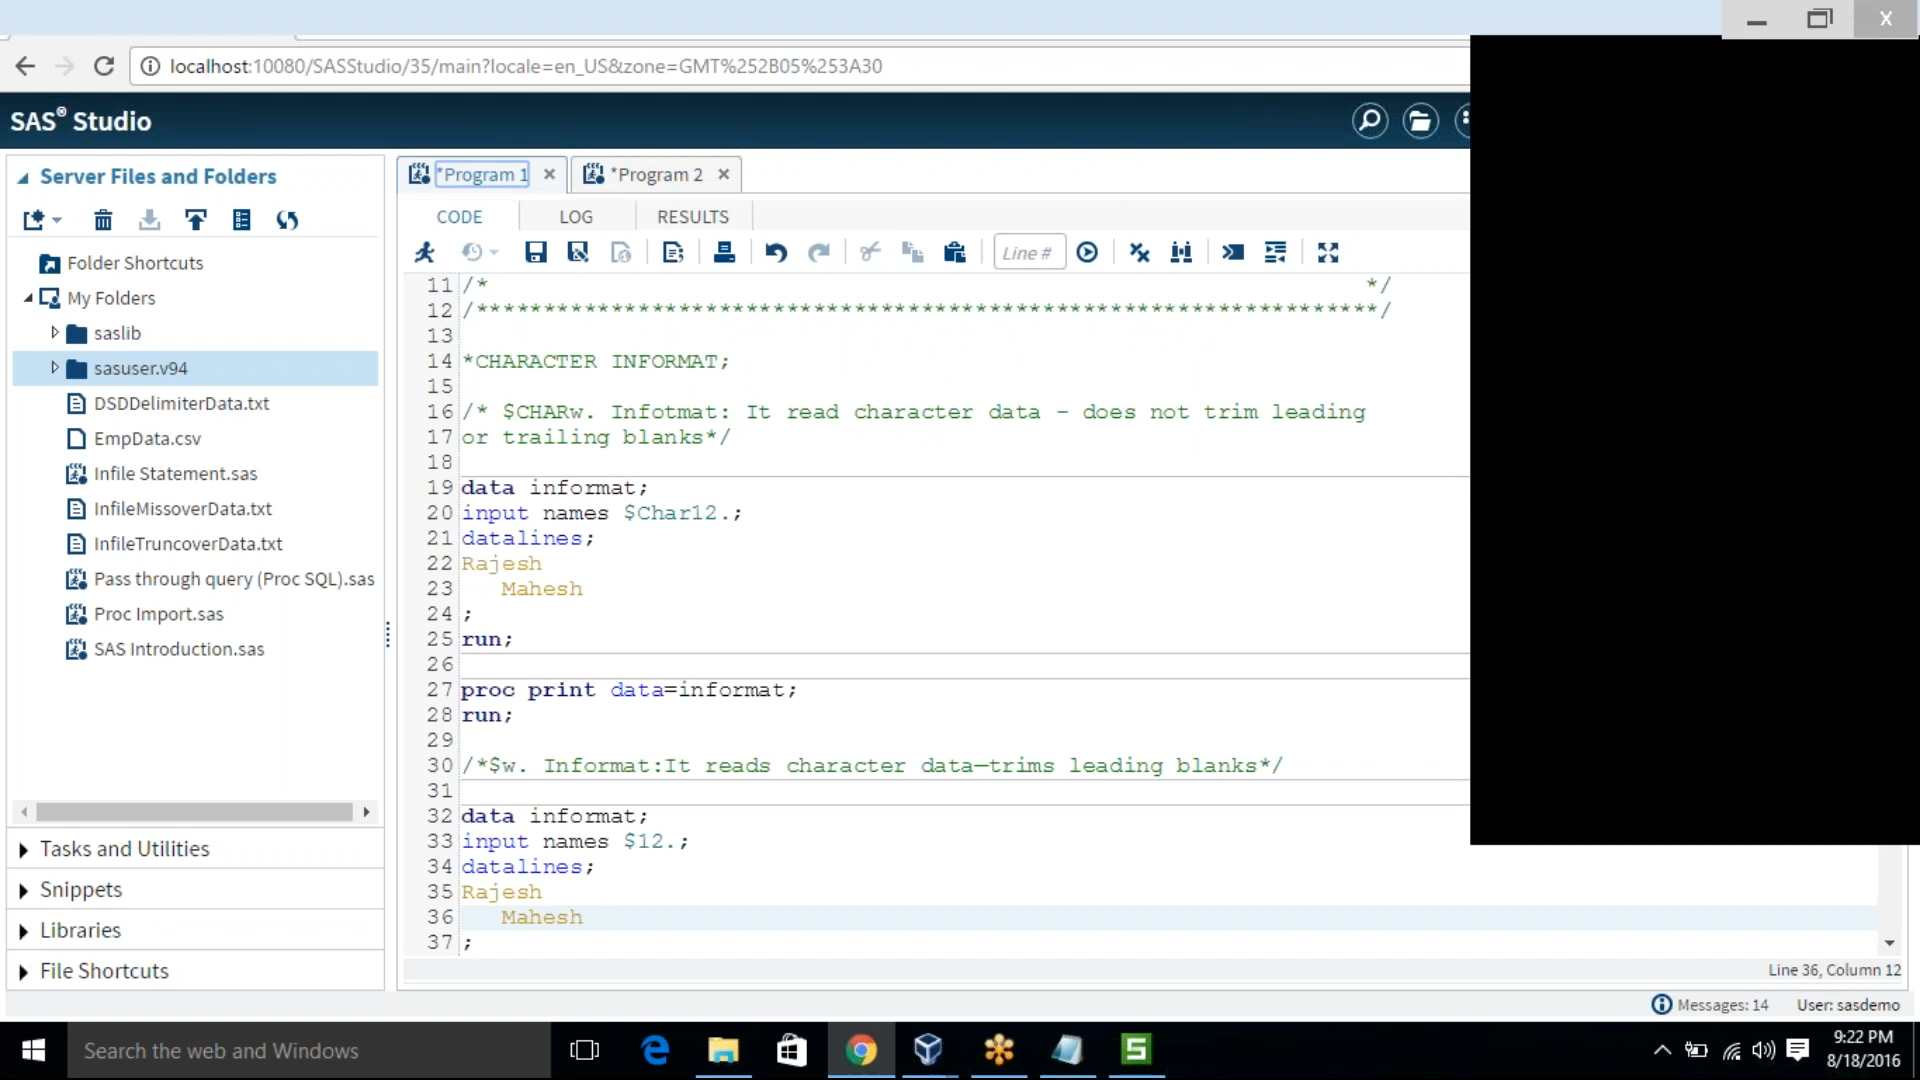 X
localhost:10080/SASStudio/35/main?locale=en_US&zone=GMT%252B05%253A30
SAS® Studio
Server Files and Folders
Folder Shortcuts
My Folders
saslib
sasuser.v94
DSDDelimiterData.txt
EmpData.csv
Infile Statement.sas
InfileMissoverData.txt
InfileTruncoverData.txt
Pass through query (Proc SQL).sas
Proc Import.sas
SAS Introduction.sas
Tasks and Utilities
Snippets
Libraries
File Shortcuts
*Program 1
*Program 2
CODE LOG RESULTS
Line #
11 /* */
12 /*******************************************************************/
13
14 *CHARACTER INFORMAT;
15
16 /* $CHARw. Infotmat: It read character data - does not trim leading
17 or trailing blanks*/
18
19 data informat;
20 input names $Char12.;
21 datalines;
22 Rajesh
23    Mahesh
24 ;
25 run;
26
27 proc print data=informat;
28 run;
29
30 /*$w. Informat:It reads character data—trims leading blanks*/
31
32 data informat;
33 input names $12.;
34 datalines;
35 Rajesh
36    Mahesh
37 ;
Line 36, Column 12
Messages: 14 User: sasdemo
Search the web and Windows
9:22 PM
8/18/2016